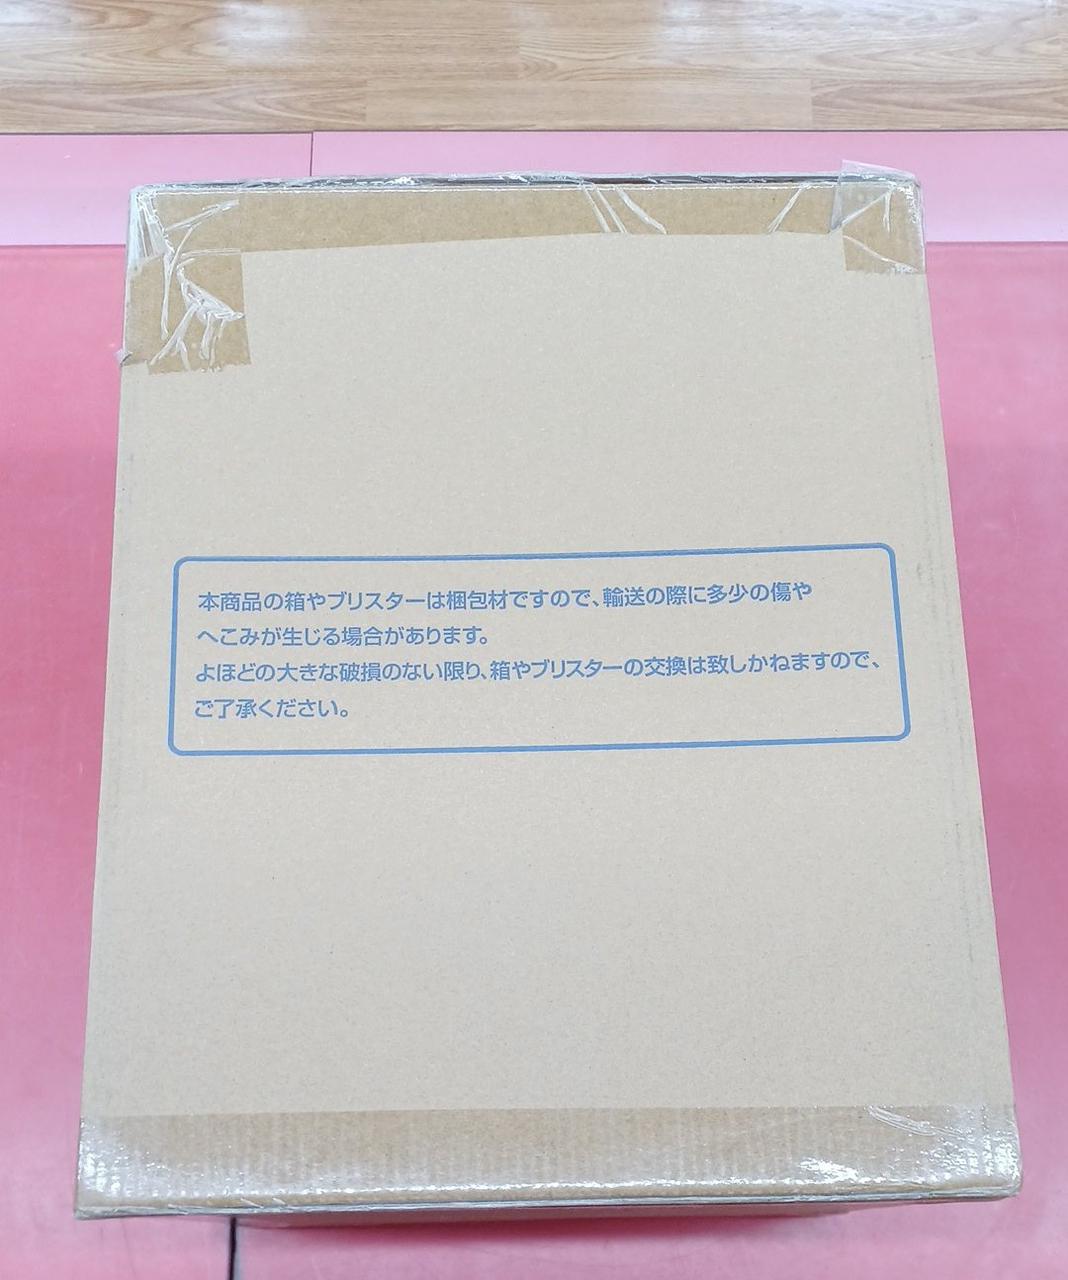 本商品の箱やブリスターは梱包材ですので、輸送の際に多少の傷や
へこみが生じる場合があります。
よほどの大きな破損のない限り、箱やブリスターの交換は致しかねますので、
ご了承ください。